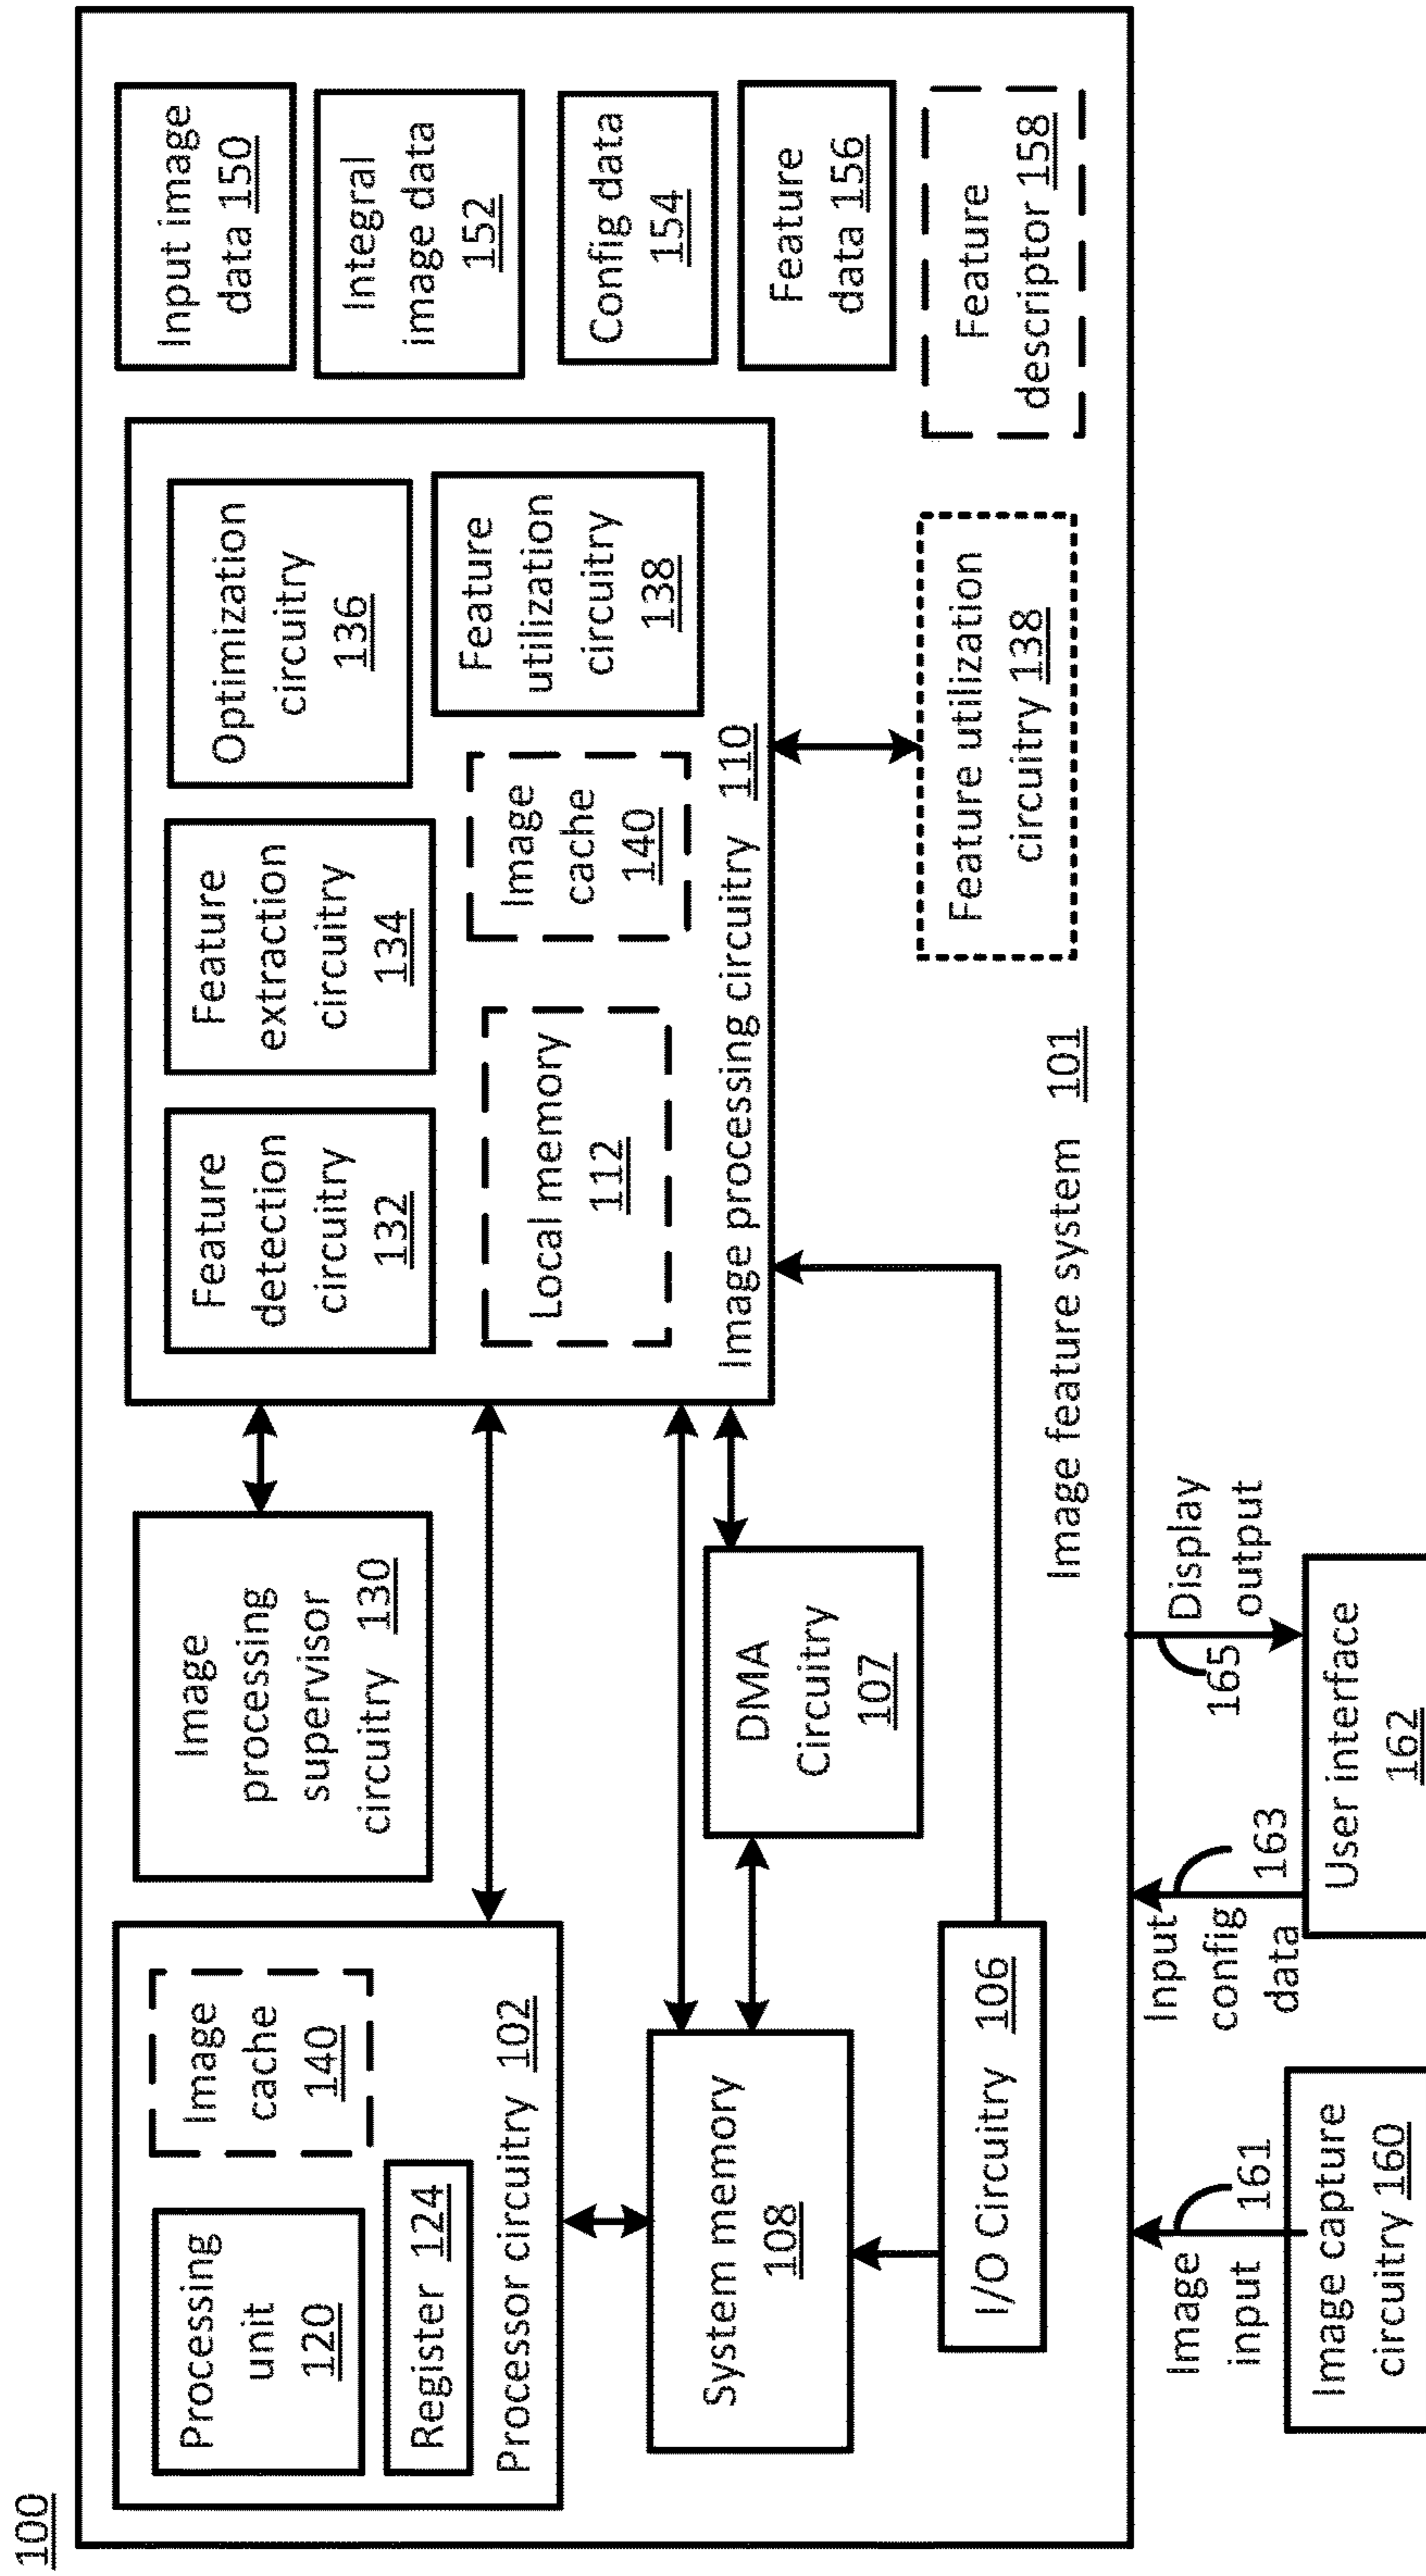 100
Processing
unit
120
Image
cache
140
Register 124
Processor circuitry 102
Image
processing
supervisor
circuitry 130
Feature
detection
circuitry
132
Feature
extraction
circuitry
134
Optimization
circuitry
136
Local memory
112
Image
cache
140
Feature
utilization
circuitry
138
Image processing circuitry 110
Input image
data 150
Integral
image data
152
Config data
154
Feature
data 156
Feature
descriptor 158
System memory
108
DMA
Circuitry
107
I/O Circuitry 106
Feature utilization
circuitry 138
Image feature system 101
Image
input
161
Input
config
data
163
165
Display
output
Image capture
circuitry 160
User interface
162